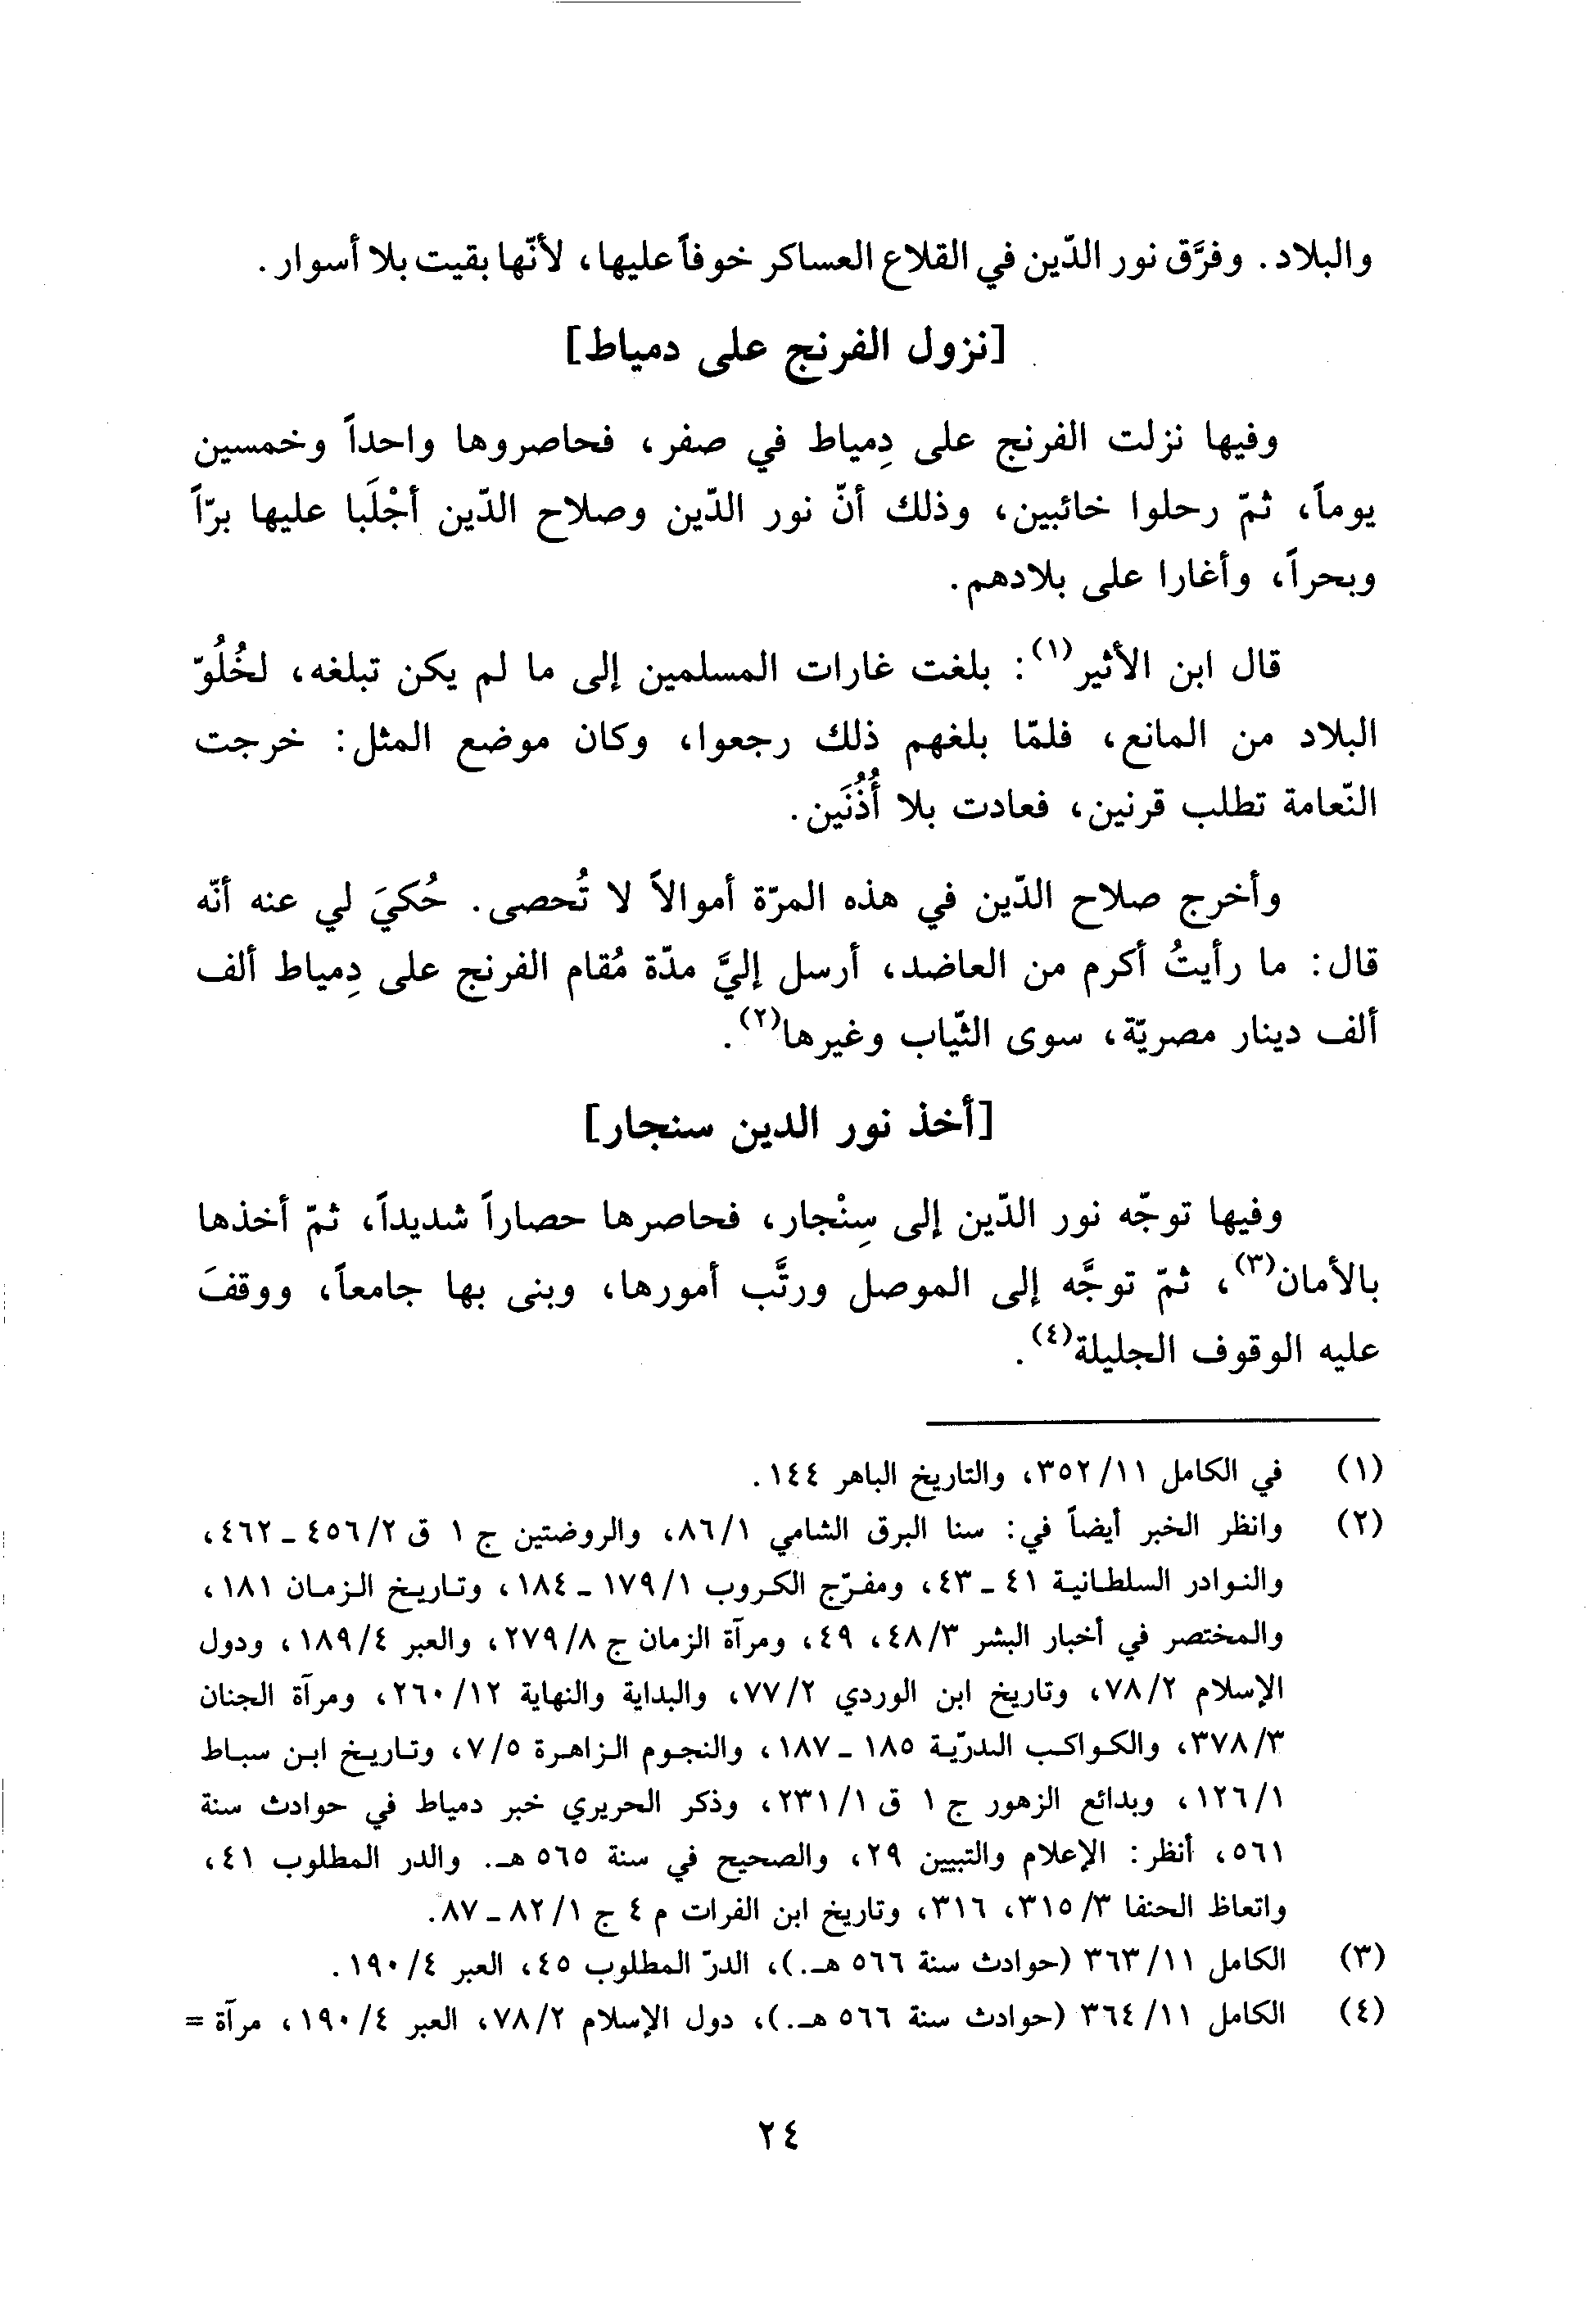 والبلاد. وفرَّق نور الدّين في القلاع العساكر خوفاً عليها، لأنّها بقيت بلا أسوار.
[نزول الفرنج على دمياط]
وفيها نزلت الفرنج على دِمياط في صفر، فحاصروها واحداً وخمسين
يوماً، ثمّ رحلوا خائبين، وذلك أنّ نور الدّين وصلاح الدّين أجْلَبا عليها برّاً
وبحراً، وأغارا على بلادهم.
قال ابن الأثير(١): بلغت غارات المسلمين إلى ما لم يكن تبلغه، لخُلُوّ
البلاد من المانع، فلمّا بلغهم ذلك رجعوا، وكان موضع المثل: خرجت
النّعامة تطلب قرنين، فعادت بلا أُذُنَين.
وأخرج صلاح الدّين في هذه المرّة أموالاً لا تُحصى. حُكيَ لي عنه أنّه
قال: ما رأيتُ أكرم من العاضد، أرسل إليَّ مدّة مُقام الفرنج على دِمياط ألف
ألف دينار مصريّة، سوى الثّياب وغيرها(٢).
[أخذ نور الدين سنجار]
وفيها توجّه نور الدّين إلى سِنْجار، فحاصرها حصاراً شديداً، ثمّ أخذها
بالأمان(٣)، ثمّ توجَّه إلى الموصل ورتَّب أمورها، وبنى بها جامعاً، ووقفَ
عليه الوقوف الجليلة(٤).
(١) في الكامل ٣٥٢/١١، والتاريخ الباهر ١٤٤.
(٢) وانظر الخبر أيضاً في: سنا البرق الشامي ٨٦/١، والروضتين ج ١ ق ٤٥٦/٢ ـ ٤٦٢،
والنوادر السلطانية ٤١ ـ ٤٣، ومفرّج الكروب ١٧٩/١ ـ ١٨٤، وتاريخ الزمان ١٨١،
والمختصر في أخبار البشر ٤٨/٣، ٤٩، ومرآة الزمان ج ٢٧٩/٨، والعبر ١٨٩/٤، ودول
الإسلام ٧٨/٢، وتاريخ ابن الوردي ٧٧/٢، والبداية والنهاية ٢٦٠/١٢، ومرآة الجنان
٣٧٨/٣، والكواكب الدرّية ١٨٥ ـ ١٨٧، والنجوم الزاهرة ٧/٥، وتاريخ ابن سباط
١٢٦/١، وبدائع الزهور ج ١ ق ٢٣١/١، وذكر الحريري خبر دمياط في حوادث سنة
٥٦١، أنظر: الإعلام والتبيين ٢٩، والصحيح في سنة ٥٦٥ هـ. والدر المطلوب ٤١،
واتعاظ الحنفا ٣١٥/٣، ٣١٦، وتاريخ ابن الفرات م ٤ ج ٨٢/١ ـ ٨٧.
(٣) الكامل ٣٦٣/١١ (حوادث سنة ٥٦٦ هـ.)، الدرّ المطلوب ٤٥، العبر ١٩٠/٤.
(٤) الكامل ٣٦٤/١١ (حوادث سنة ٥٦٦ هـ.)، دول الإسلام ٧٨/٢، العبر ١٩٠/٤، مرآة =
٢٤